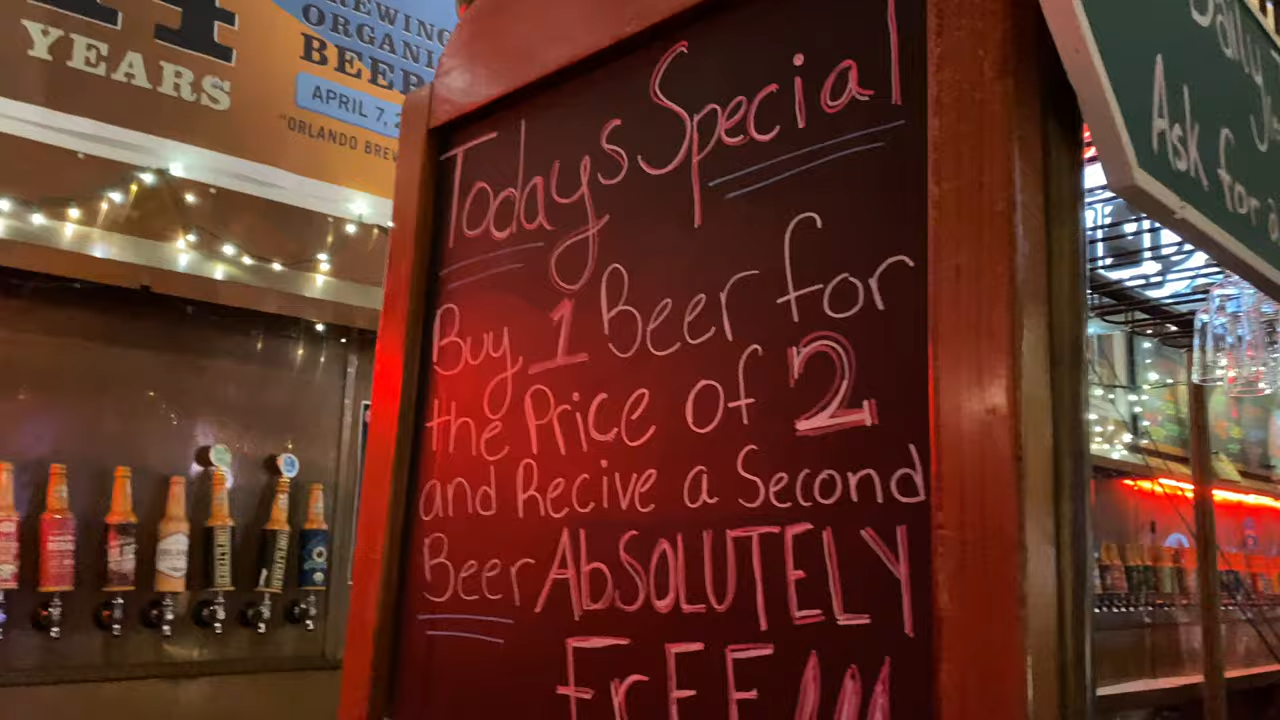 YEARS
BREWING
ORGANIC
BEER
APRIL 7, 2
"ORLANDO BREW
Todays Special
Buy 1 Beer for
the Price of 2
and Recive a Second
Beer AbSOLUTELY
FrEE!!!
Daily
Ask for a